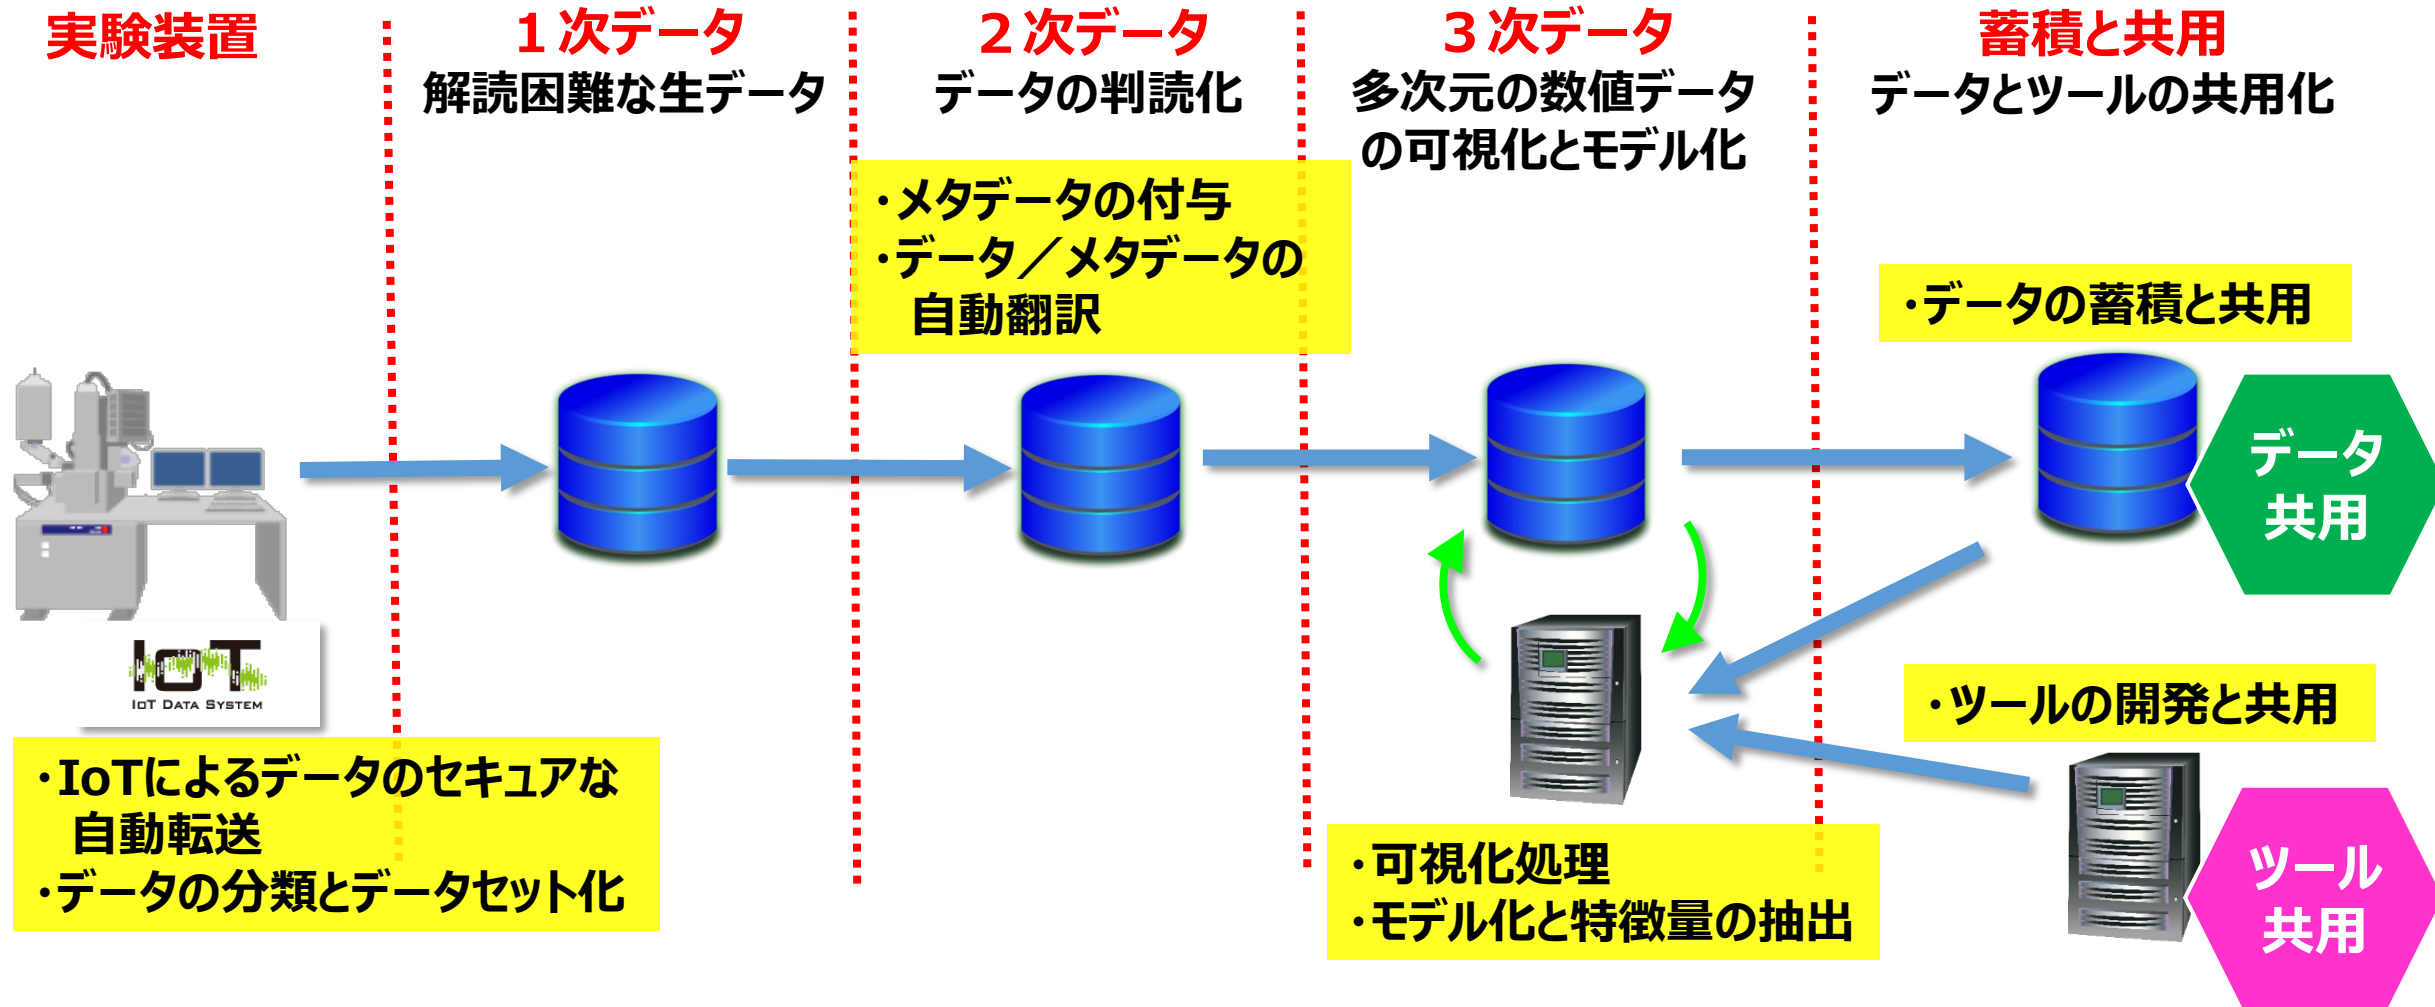 実験装置
１次データ
解読困難な生データ
２次データ
データの判読化
３次データ
多次元の数値データ
の可視化とモデル化
蓄積と共用
データとツールの共用化
・メタデータの付与
・データ／メタデータの
自動翻訳
・データの蓄積と共用
データ
共用
IoT
IoT DATA SYSTEM
・ツールの開発と共用
・IoTによるデータのセキュアな
自動転送
・データの分類とデータセット化
・可視化処理
・モデル化と特徴量の抽出
ツール
共用